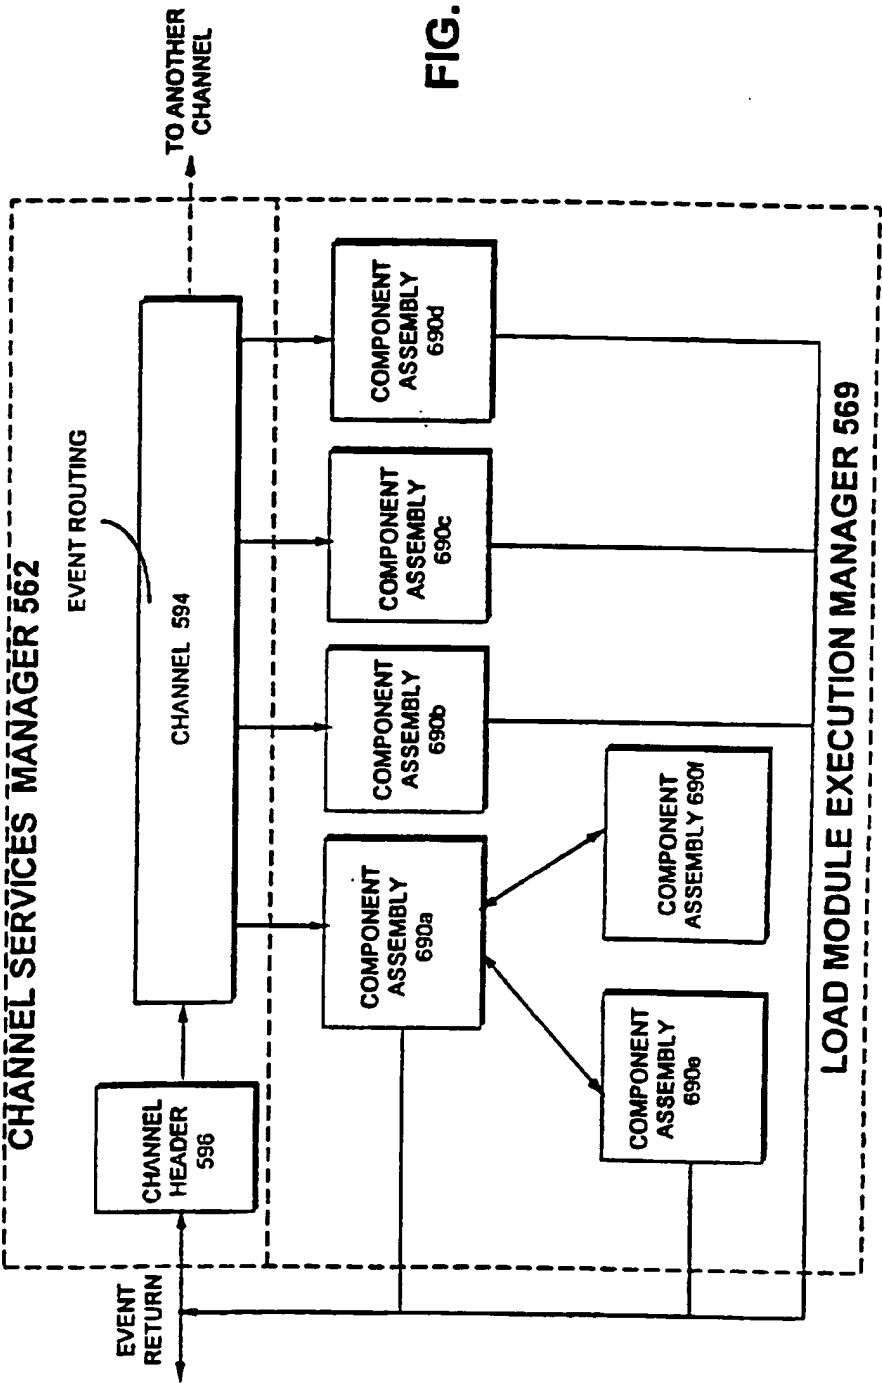 CHANNEL SERVICES MANAGER 562
EVENT ROUTING
TO ANOTHER
CHANNEL
EVENT
RETURN
CHANNEL
HEADER
596
CHANNEL 594
COMPONENT
ASSEMBLY
690a
COMPONENT
ASSEMBLY
690b
COMPONENT
ASSEMBLY
690c
COMPONENT
ASSEMBLY
690d
COMPONENT
ASSEMBLY
690e
COMPONENT
ASSEMBLY 690f
LOAD MODULE EXECUTION MANAGER 569
FIG.